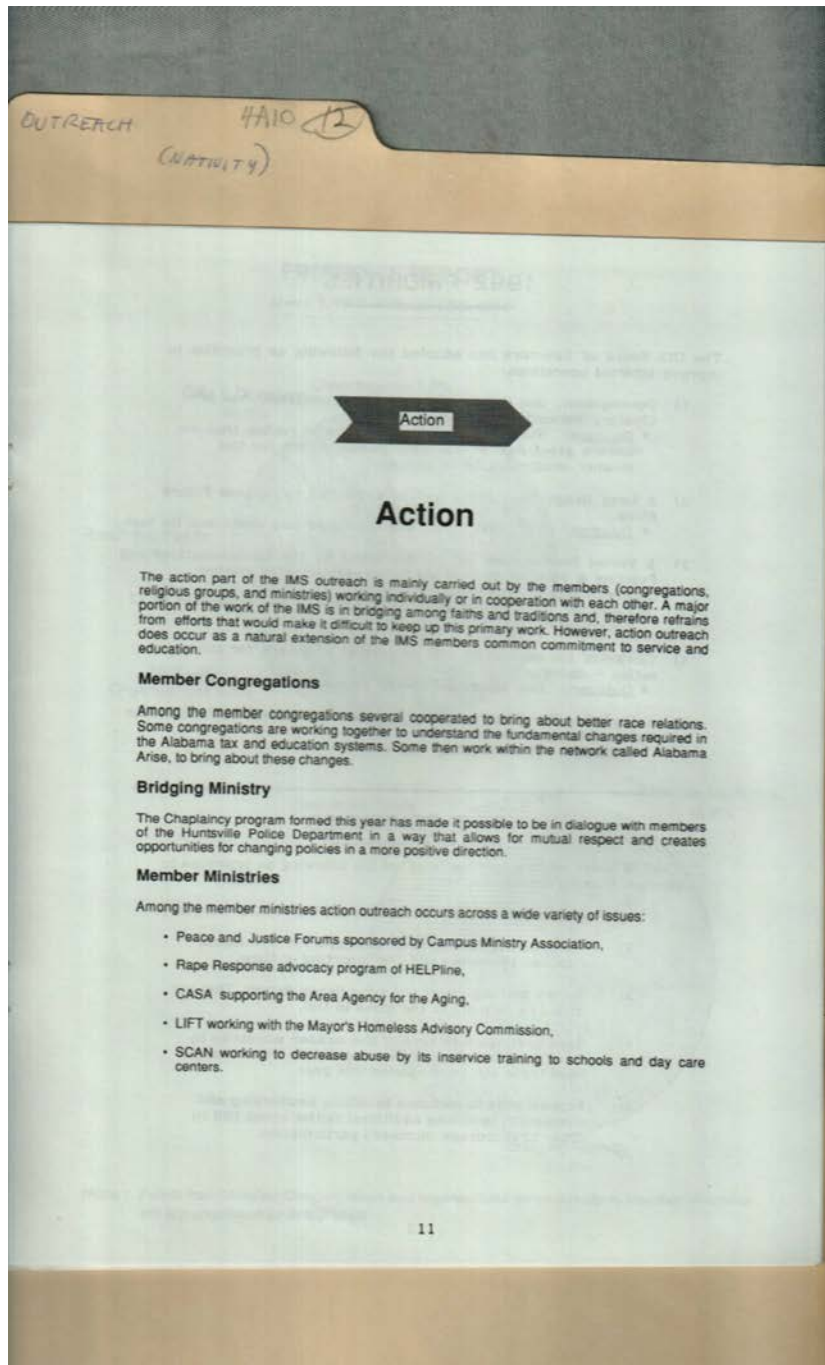 OUTREACH 4A10 12
(NATIVITY)
1992 PRIORITIES
Action
Action
The action part of the IMS outreach is mainly carried out by the members (congregations,
religious groups, and ministries) working individually or in cooperation with each other. A major
portion of the work of the IMS is in bridging among faiths and traditions and, therefore refrains
from efforts that would make it difficult to keep up this primary work. However, action outreach
does occur as a natural extension of the IMS members common commitment to service and
education.
Member Congregations
Among the member congregations several cooperated to bring about better race relations.
Some congregations are working together to understand the fundamental changes required in
the Alabama tax and education systems. Some then work within the network called Alabama
Arise, to bring about these changes.
Bridging Ministry
The Chaplaincy program formed this year has made it possible to be in dialogue with members
of the Huntsville Police Department in a way that allows for mutual respect and creates
opportunities for changing policies in a more positive direction.
Member Ministries
Among the member ministries action outreach occurs across a wide variety of issues:
• Peace and Justice Forums sponsored by Campus Ministry Association,
• Rape Response advocacy program of HELPline,
• CASA supporting the Area Agency for the Aging,
• LIFT working with the Mayor's Homeless Advisory Commission,
• SCAN working to decrease abuse by its inservice training to schools and day care
centers.
11